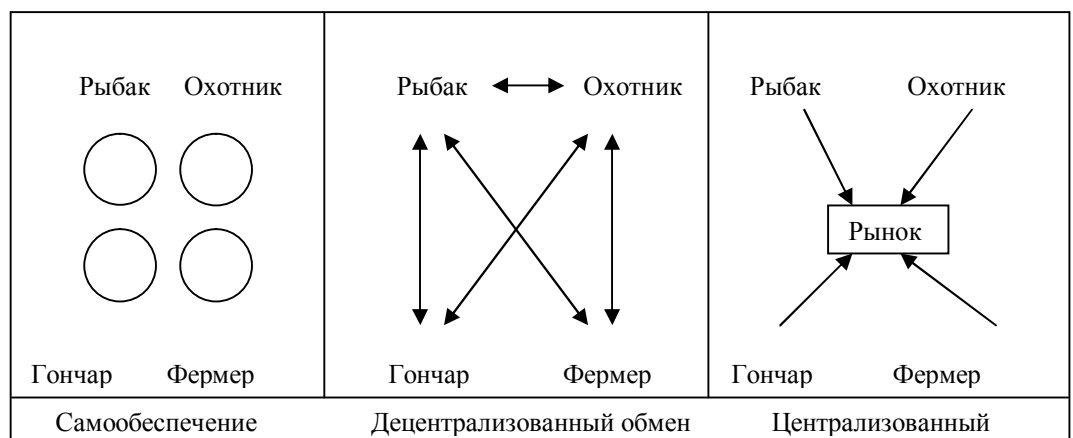 Рыбак Охотник
Гончар Фермер
Самообеспечение
Рыбак Охотник
Гончар Фермер
Децентрализованный обмен
Рыбак Охотник
Рынок
Гончар Фермер
Централизованный